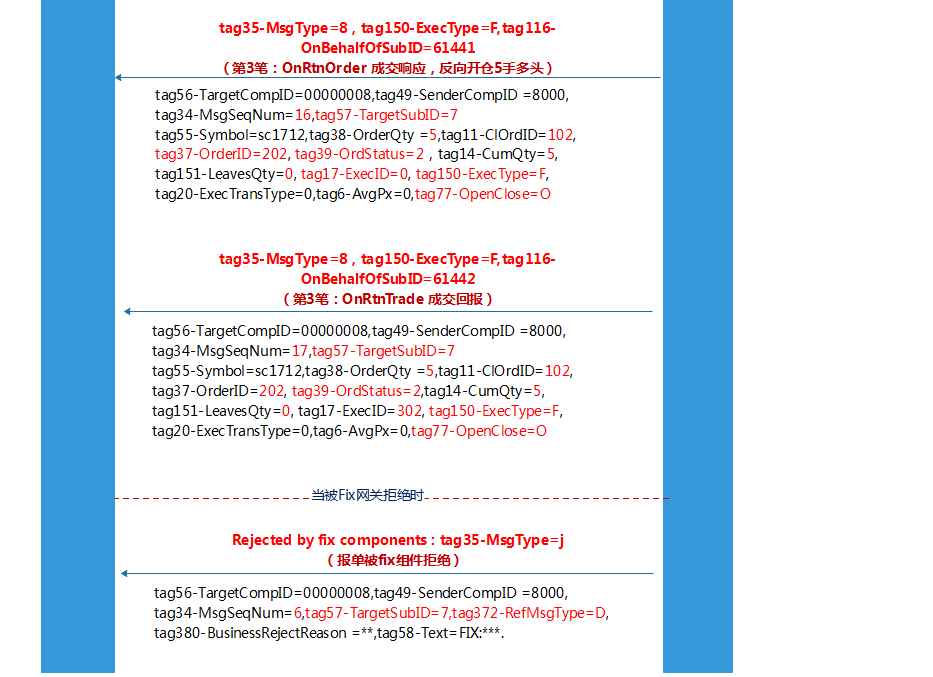 tag35-MsgType=8，tag150-ExecType=F,tag116-
OnBehalfOfSubID=61441
（第3笔：OnRtnOrder 成交响应，反向开仓5手多头）
tag56-TargetCompID=00000008,tag49-SenderCompID =8000,
tag34-MsgSeqNum=16,tag57-TargetSubID=7
tag55-Symbol=sc1712,tag38-OrderQty =5,tag11-ClOrdID=102,
tag37-OrderID=202, tag39-OrdStatus=2，tag14-CumQty=5,
tag151-LeavesQty=0, tag17-ExecID=0, tag150-ExecType=F,
tag20-ExecTransType=0,tag6-AvgPx=0,tag77-OpenClose=O
tag35-MsgType=8，tag150-ExecType=F,tag116-
OnBehalfOfSubID=61442
（第3笔：OnRtnTrade 成交回报）
tag56-TargetCompID=00000008,tag49-SenderCompID =8000,
tag34-MsgSeqNum=17,tag57-TargetSubID=7
tag55-Symbol=sc1712,tag38-OrderQty =5,tag11-ClOrdID=102,
tag37-OrderID=202, tag39-OrdStatus=2,tag14-CumQty=5,
tag151-LeavesQty=0, tag17-ExecID=302, tag150-ExecType=F,
tag20-ExecTransType=0,tag6-AvgPx=0,tag77-OpenClose=O
当被Fix网关拒绝时
Rejected by fix components：tag35-MsgType=j
（报单被fix组件拒绝）
tag56-TargetCompID=00000008,tag49-SenderCompID =8000,
tag34-MsgSeqNum=6,tag57-TargetSubID=7,tag372-RefMsgType=D,
tag380-BusinessRejectReason =**,tag58-Text=FIX:***.